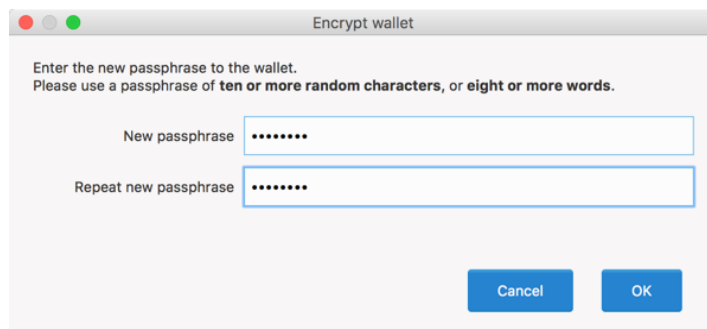 Encrypt wallet
Enter the new passphrase to the wallet.
Please use a passphrase of ten or more random characters, or eight or more words.
New passphrase ••••••••
Repeat new passphrase ••••••••
Cancel OK